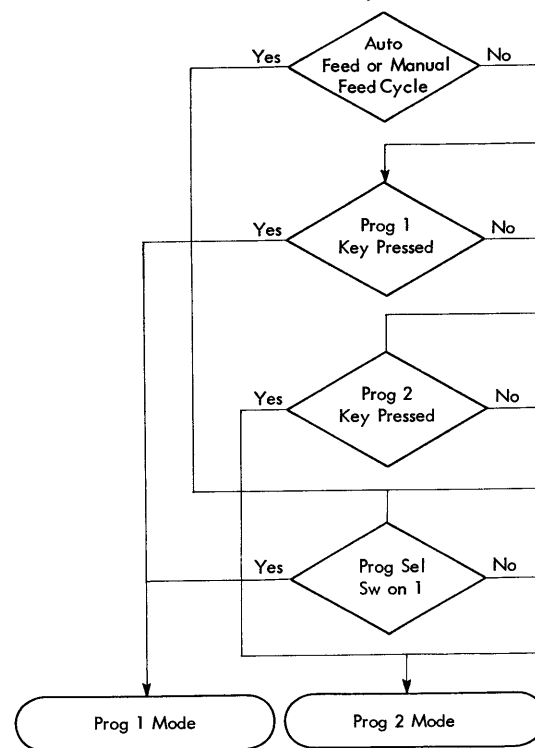 Auto
Yes Feed or Manual No
Feed Cycle
Yes Prog 1 No
Key Pressed
Yes Prog 2 No
Key Pressed
Yes Prog Sel No
Sw on 1
Prog 1 Mode Prog 2 Mode